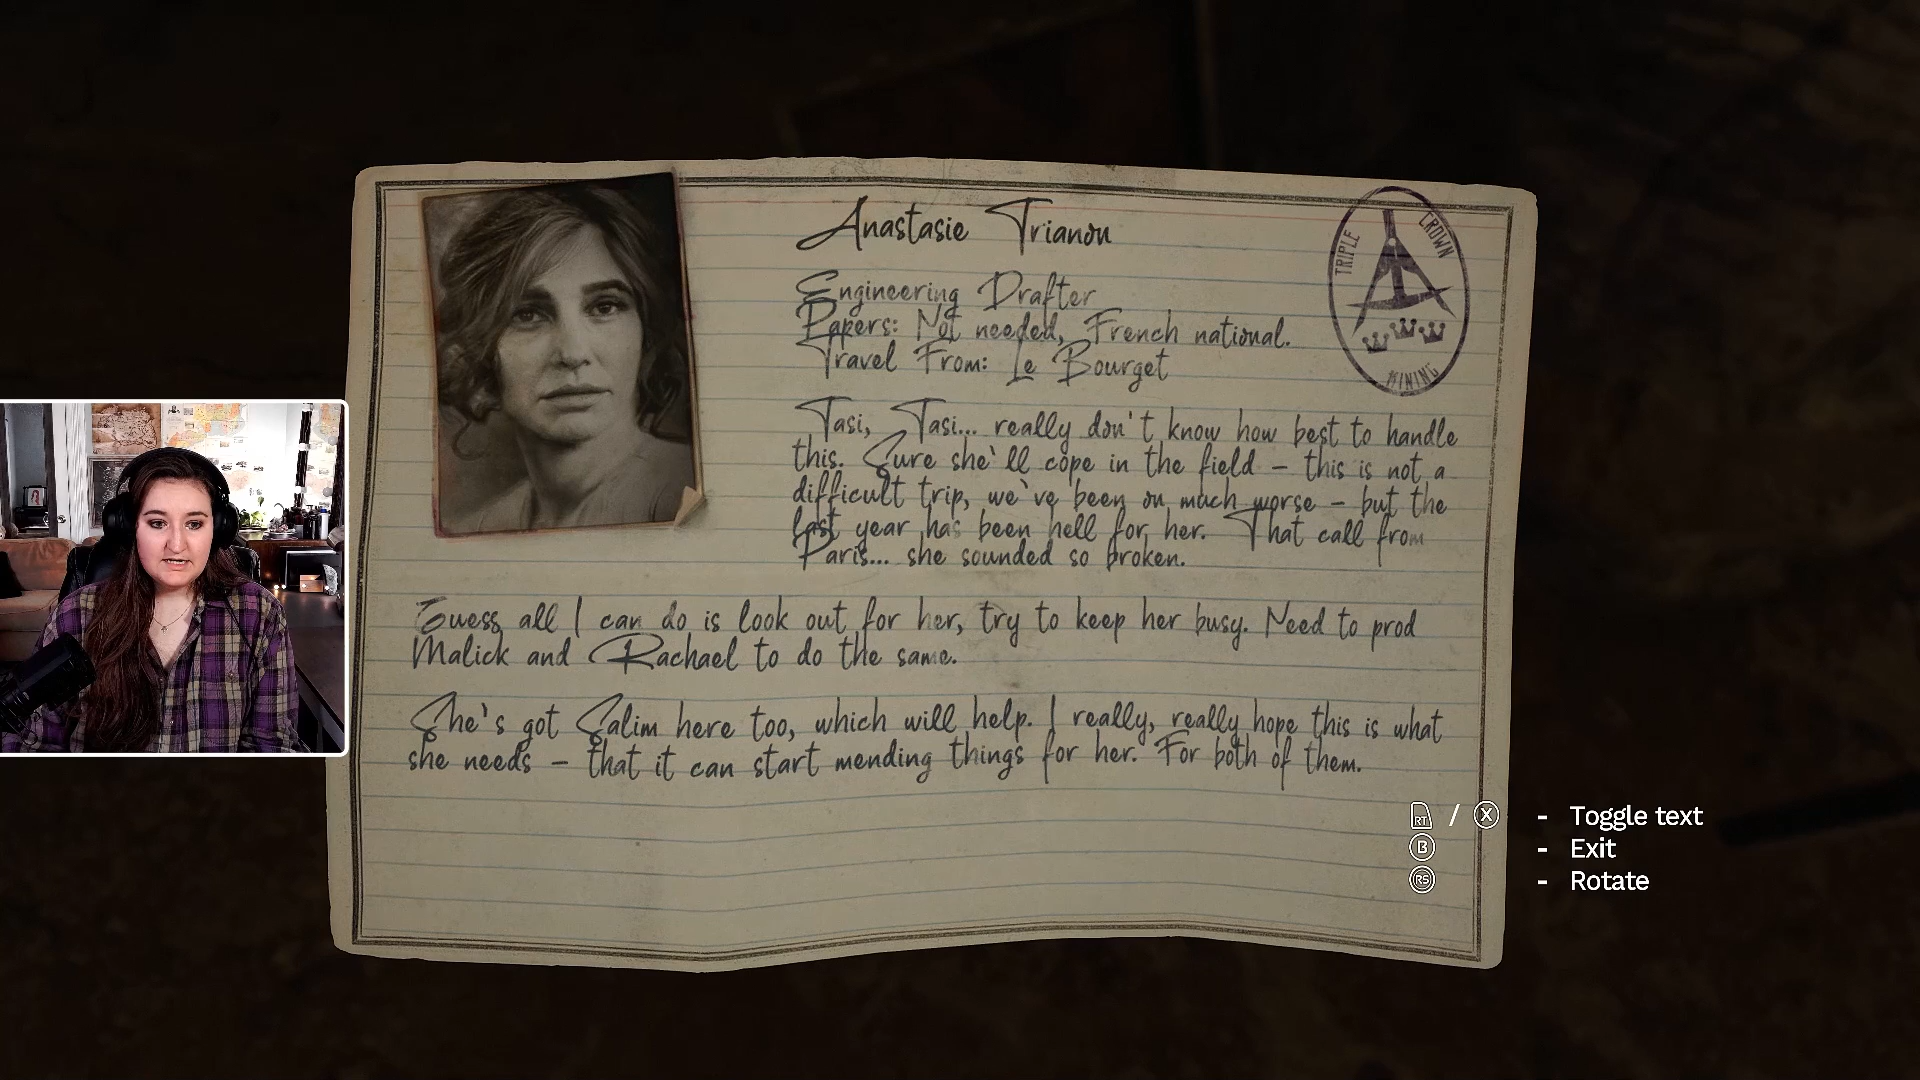 Anastasie Trianon
TRIPLE CROWN
MINING
Engineering Drafter
Papers: Not needed, French national.
Travel From: Le Bourget
Tasi, Tasi... really don't know how best to handle
this. Sure she'll cope in the field – this is not a
difficult trip, we've been on much worse – but the
last year has been hell for her. That call from
Paris... she sounded so broken.
Guess all I can do is look out for her, try to keep her busy. Need to prod
Malick and Rachael to do the same.
She's got Salim here too, which will help. I really, really hope this is what
she needs – that it can start mending things for her. For both of them.
RT / X - Toggle text
B - Exit
RS - Rotate